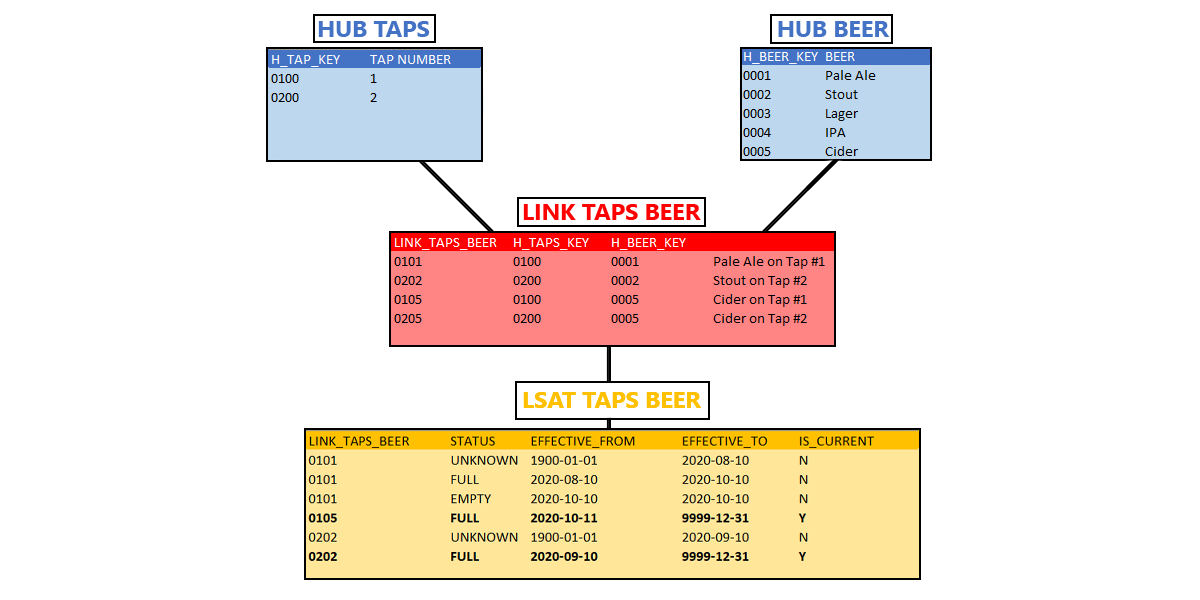 HUB TAPS
H_TAP_KEY TAP NUMBER
0100 1
0200 2
HUB BEER
H_BEER_KEY BEER
0001 Pale Ale
0002 Stout
0003 Lager
0004 IPA
0005 Cider
LINK TAPS BEER
LINK_TAPS_BEER H_TAPS_KEY H_BEER_KEY
0101 0100 0001 Pale Ale on Tap #1
0202 0200 0002 Stout on Tap #2
0105 0100 0005 Cider on Tap #1
0205 0200 0005 Cider on Tap #2
LSAT TAPS BEER
LINK_TAPS_BEER STATUS EFFECTIVE_FROM EFFECTIVE_TO IS_CURRENT
0101 UNKNOWN 1900-01-01 2020-08-10 N
0101 FULL 2020-08-10 2020-10-10 N
0101 EMPTY 2020-10-10 2020-10-10 N
0105 FULL 2020-10-11 9999-12-31 Y
0202 UNKNOWN 1900-01-01 2020-09-10 N
0202 FULL 2020-09-10 9999-12-31 Y